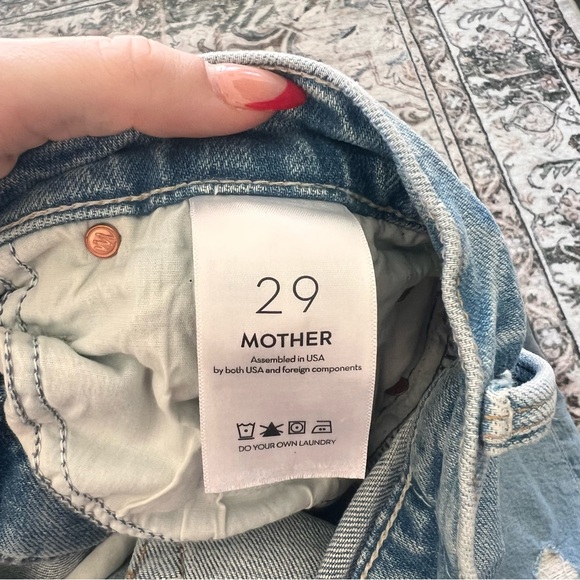 29
MOTHER
Assembled in USA
by both USA and foreign components
DO YOUR OWN LAUNDRY